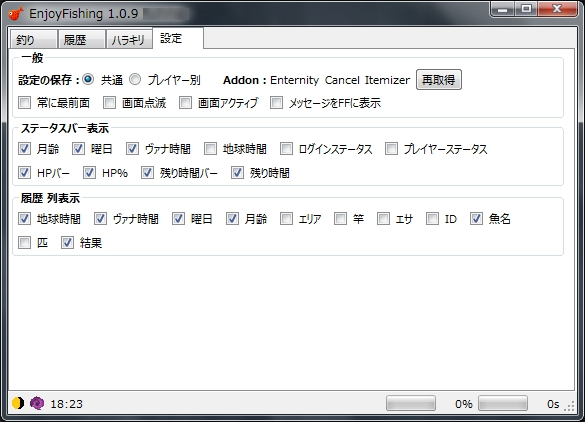 EnjoyFishing 1.0.9
釣り 履歴 ハラキリ 設定
一般
設定の保存： 共通 プレイヤー別 Addon： Enternity Cancel Itemizer 再取得
常に最前面 画面点滅 画面アクティブ メッセージをFFに表示
ステータスバー表示
月齢 曜日 ヴァナ時間 地球時間 ログインステータス プレイヤーステータス
HPバー HP% 残り時間バー 残り時間
履歴 列表示
地球時間 ヴァナ時間 曜日 月齢 エリア 竿 エサ ID 魚名
匹 結果
18:23 0% 0s